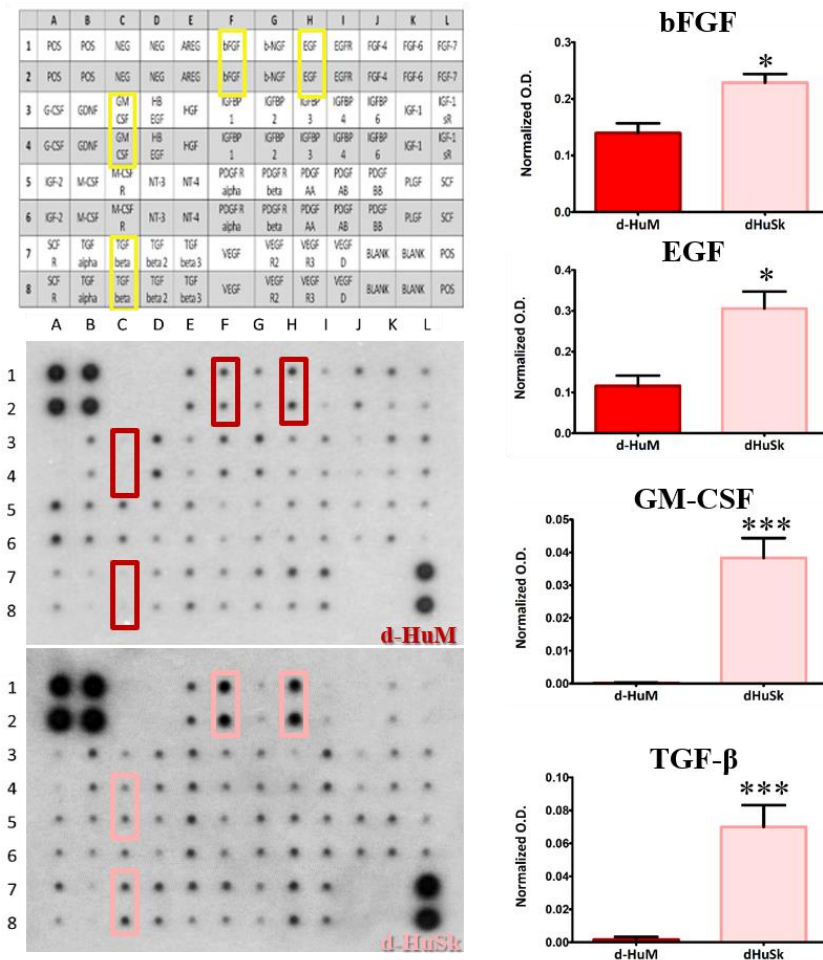 A B C D E F G H I J K L
1 POS POS NEG NEG AREG bFGF b-NGF EGF EGFR FGF-4 FGF-6 FGF-7
2 POS POS NEG NEG AREG bFGF b-NGF EGF EGFR FGF-4 FGF-6 FGF-7
3 G-CSF GDNF GM CSF HB EGF HGF IGFBP 1 IGFBP 2 IGFBP 3 IGFBP 4 IGFBP 6 IGF-1 IGF-1 sR
4 G-CSF GDNF GM CSF HB EGF HGF IGFBP 1 IGFBP 2 IGFBP 3 IGFBP 4 IGFBP 6 IGF-1 IGF-1 sR
5 IGF-2 M-CSF M-CSF R NT-3 NT-4 PDGF R alpha PDGF R beta PDGF AA PDGF AB PDGF BB PLGF SCF
6 IGF-2 M-CSF M-CSF R NT-3 NT-4 PDGF R alpha PDGF R beta PDGF AA PDGF AB PDGF BB PLGF SCF
7 SCF R TGF alpha TGF beta TGF beta 2 TGF beta 3 VEGF VEGF R2 VEGF R3 VEGF D BLANK BLANK POS
8 SCF R TGF alpha TGF beta TGF beta 2 TGF beta 3 VEGF VEGF R2 VEGF R3 VEGF D BLANK BLANK POS
A B C D E F G H I J K L
1
2
3
4
5
6
7
8
d-HuM
1
2
3
4
5
6
7
8
d-HuSk
bFGF
Normalized O.D.
0.3
0.2
0.1
0.0
*
d-HuM dHuSk
EGF
Normalized O.D.
0.4
0.3
0.2
0.1
0.0
*
d-HuM dHuSk
GM-CSF
Normalized O.D.
0.05
0.04
0.03
0.02
0.01
0.00
***
d-HuM dHuSk
TGF-β
Normalized O.D.
0.10
0.08
0.06
0.04
0.02
0.00
***
d-HuM dHuSk